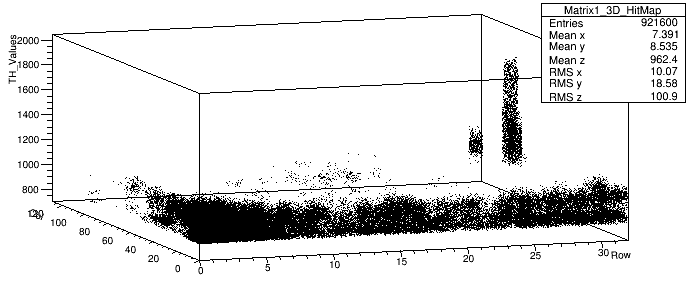 Matrix1_3D_HitMap
Entries 921600
Mean x 7.391
Mean y 8.535
Mean z 962.4
RMS x 10.07
RMS y 18.58
RMS z 100.9
TH_Values
2000
1800
1600
1400
1200
1000
800
120
100
80
60
40
20
0
0 5 10 15 20 25 30 Row